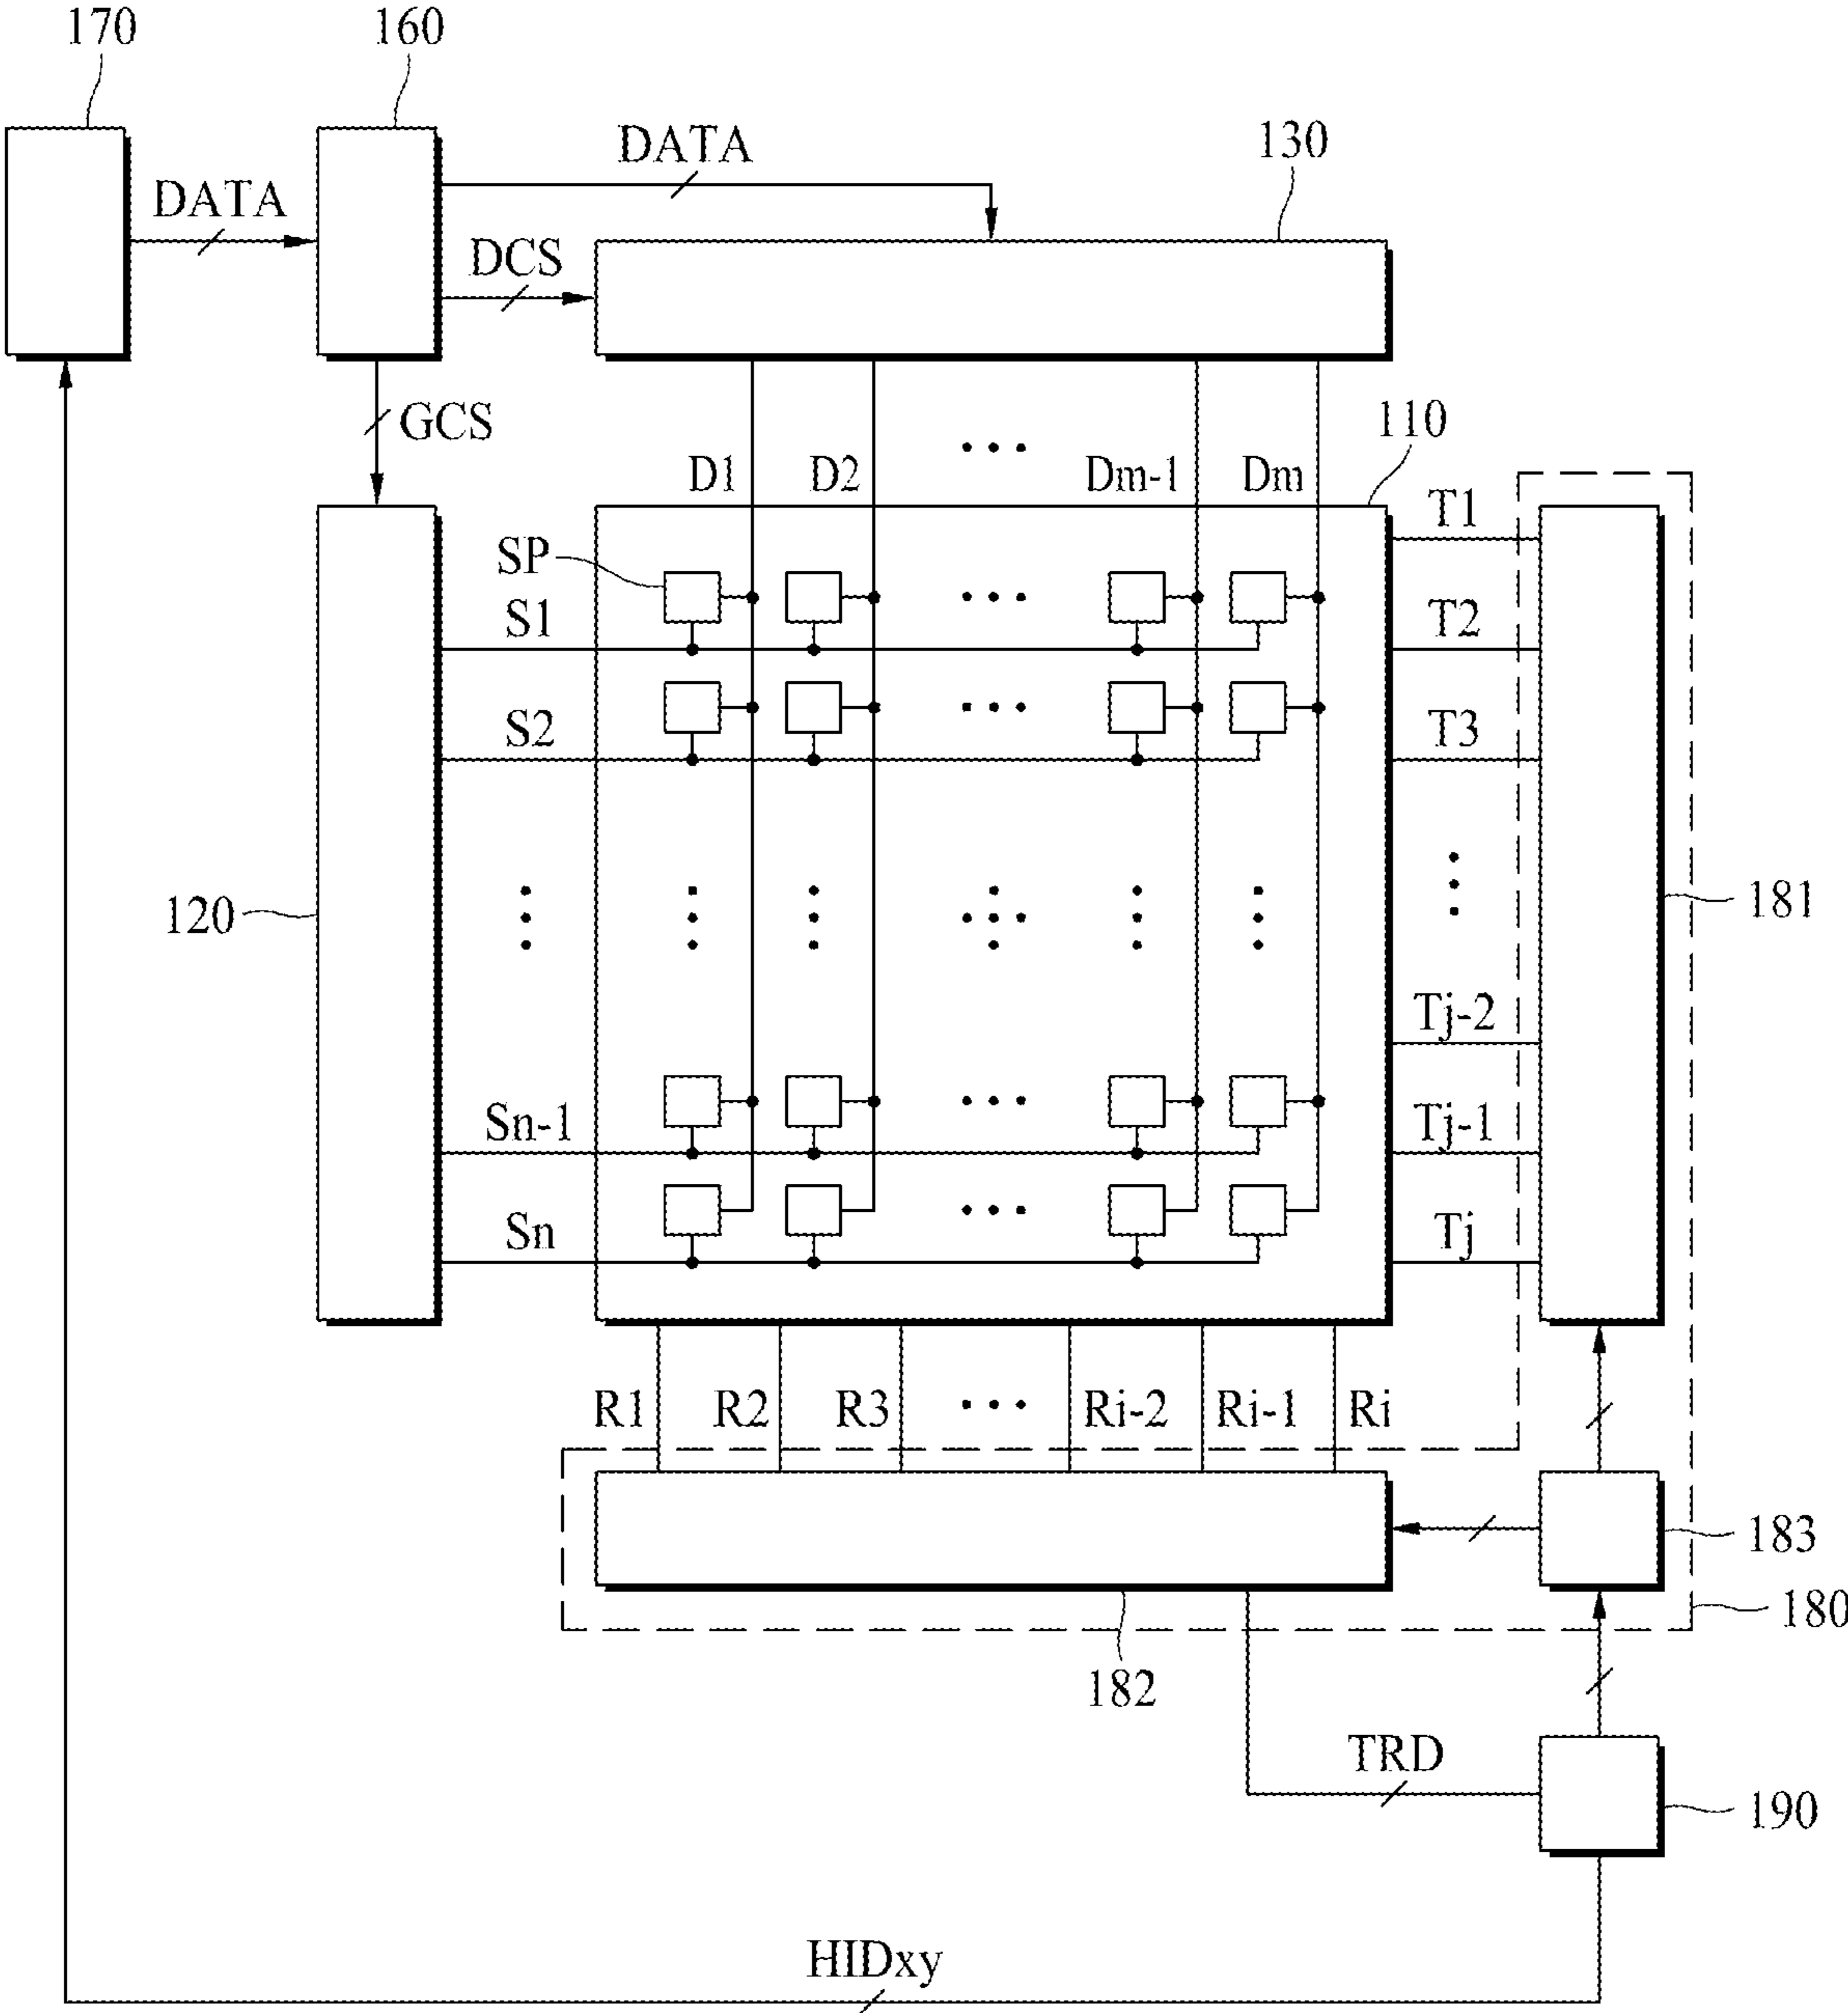 170
160
DATA
130
DATA
DCS
GCS
110
D1
D2
Dm-1
Dm
T1
SP
S1
T2
S2
T3
120
181
Tj-2
Sn-1
Tj-1
Sn
Tj
R1
R2
R3
Ri-2
Ri-1
Ri
183
180
182
TRD
190
HIDxy